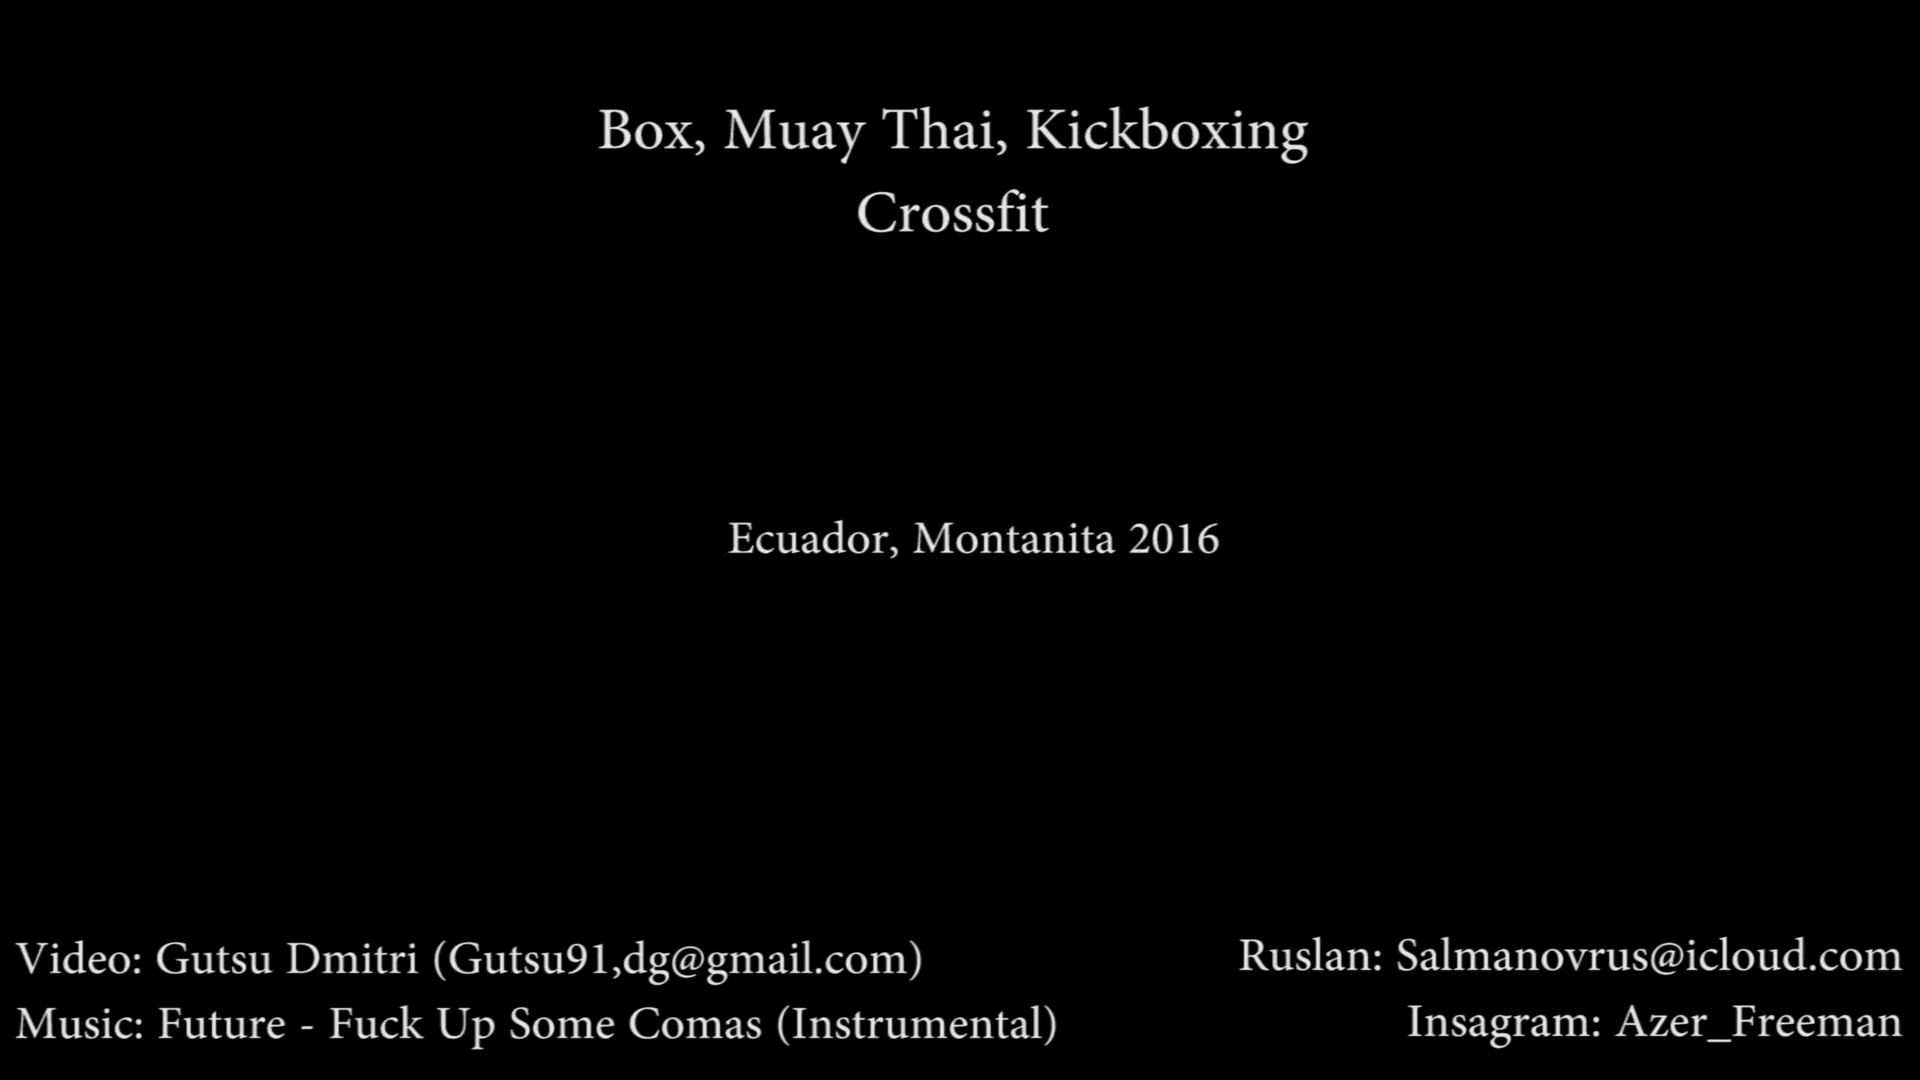 Box, Muay Thai, Kickboxing
Crossfit
Ecuador, Montanita 2016
Video: Gutsu Dmitri (Gutsu91,dg@gmail.com)
Music: Future - Fuck Up Some Comas (Instrumental)
Ruslan: Salmanovrus@icloud.com
Insagram: Azer_Freeman